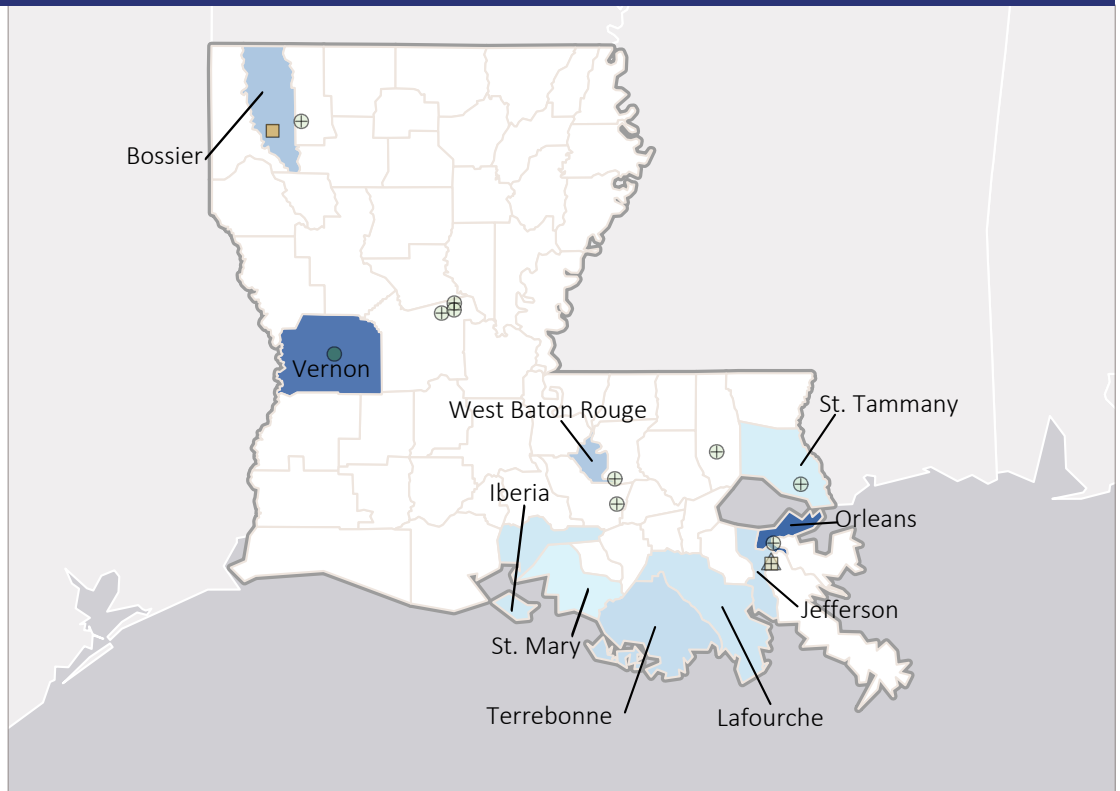 Bossier
Vernon
West Baton Rouge
St. Tammany
Iberia
Orleans
Jefferson
St. Mary
Terrebonne
Lafourche